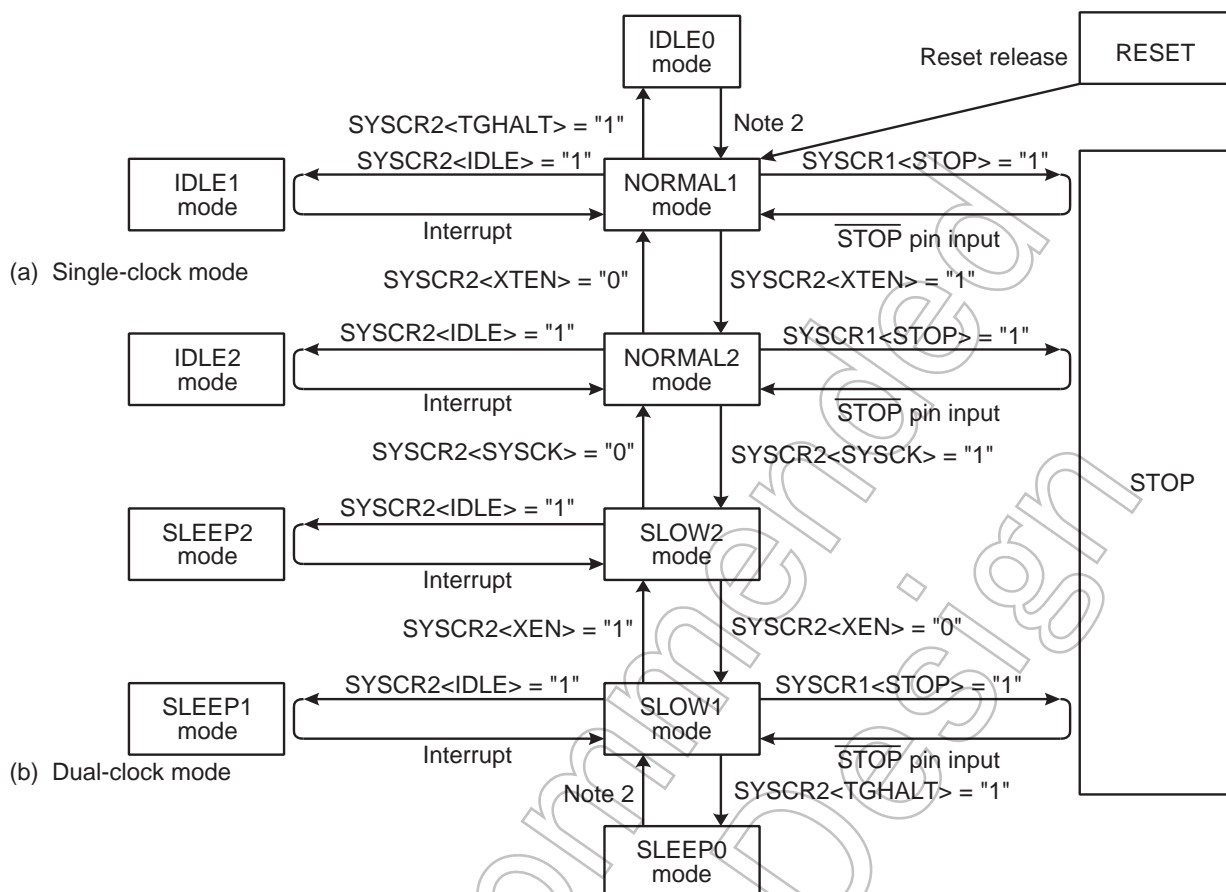 IDLE0
mode
Reset release
RESET
SYSCR2<TGHALT> = "1"
Note 2
SYSCR2<IDLE> = "1"
SYSCR1<STOP> = "1"
IDLE1
mode
NORMAL1
mode
Interrupt
STOP pin input
(a) Single-clock mode
SYSCR2<XTEN> = "0"
SYSCR2<XTEN> = "1"
SYSCR2<IDLE> = "1"
SYSCR1<STOP> = "1"
IDLE2
mode
NORMAL2
mode
Interrupt
STOP pin input
SYSCR2<SYSCK> = "0"
SYSCR2<SYSCK> = "1"
STOP
SYSCR2<IDLE> = "1"
SLEEP2
mode
SLOW2
mode
Interrupt
SYSCR2<XEN> = "1"
SYSCR2<XEN> = "0"
SYSCR2<IDLE> = "1"
SYSCR1<STOP> = "1"
SLEEP1
mode
SLOW1
mode
Interrupt
STOP pin input
(b) Dual-clock mode
Note 2
SYSCR2<TGHALT> = "1"
SLEEP0
mode
ommended
Design